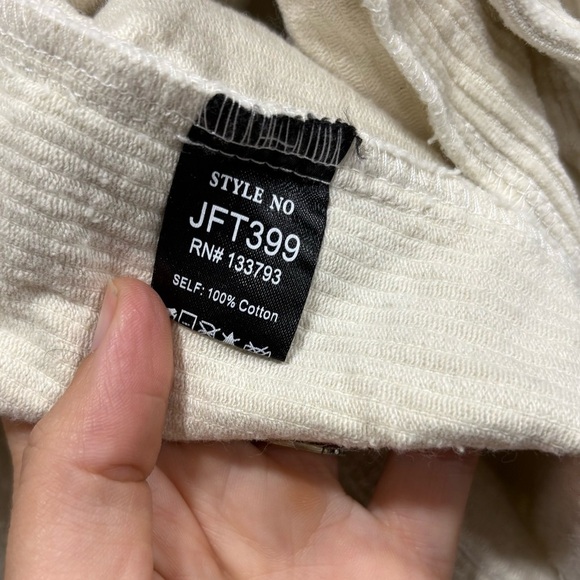 STYLE NO
JFT399
RN# 133793
SELF: 100% Cotton